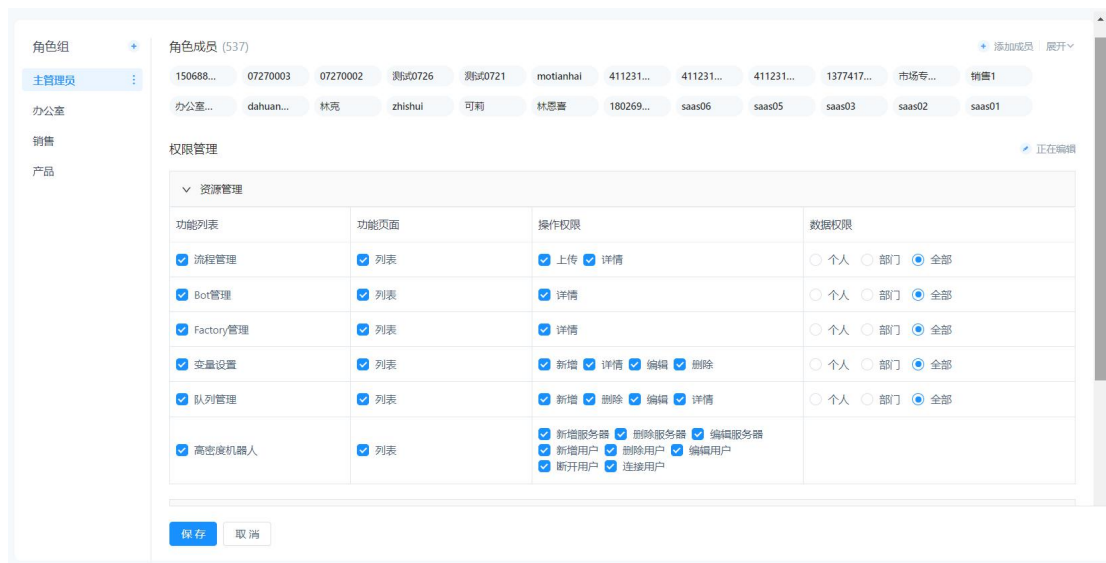 角色组 +
主管理员
办公室
销售
产品
角色成员 (537) + 添加成员 展开
150688... 07270003 07270002 测试0726 测试0721 motianhai 411231... 411231... 411231... 1377417... 市场专... 销售1
办公室... dahuan... 林克 zhishui 可莉 林恩喜 180269... saas06 saas05 saas03 saas02 saas01
权限管理 正在编辑
资源管理
功能列表 功能页面 操作权限 数据权限
流程管理 列表 上传 详情 个人 部门 全部
Bot管理 列表 详情 个人 部门 全部
Factory管理 列表 详情 个人 部门 全部
变量设置 列表 新增 详情 编辑 删除 个人 部门 全部
队列管理 列表 新增 删除 编辑 详情 个人 部门 全部
高密度机器人 列表 新增服务器 删除服务器 编辑服务器
新增用户 删除用户 编辑用户
断开用户 连接用户
保存 取消